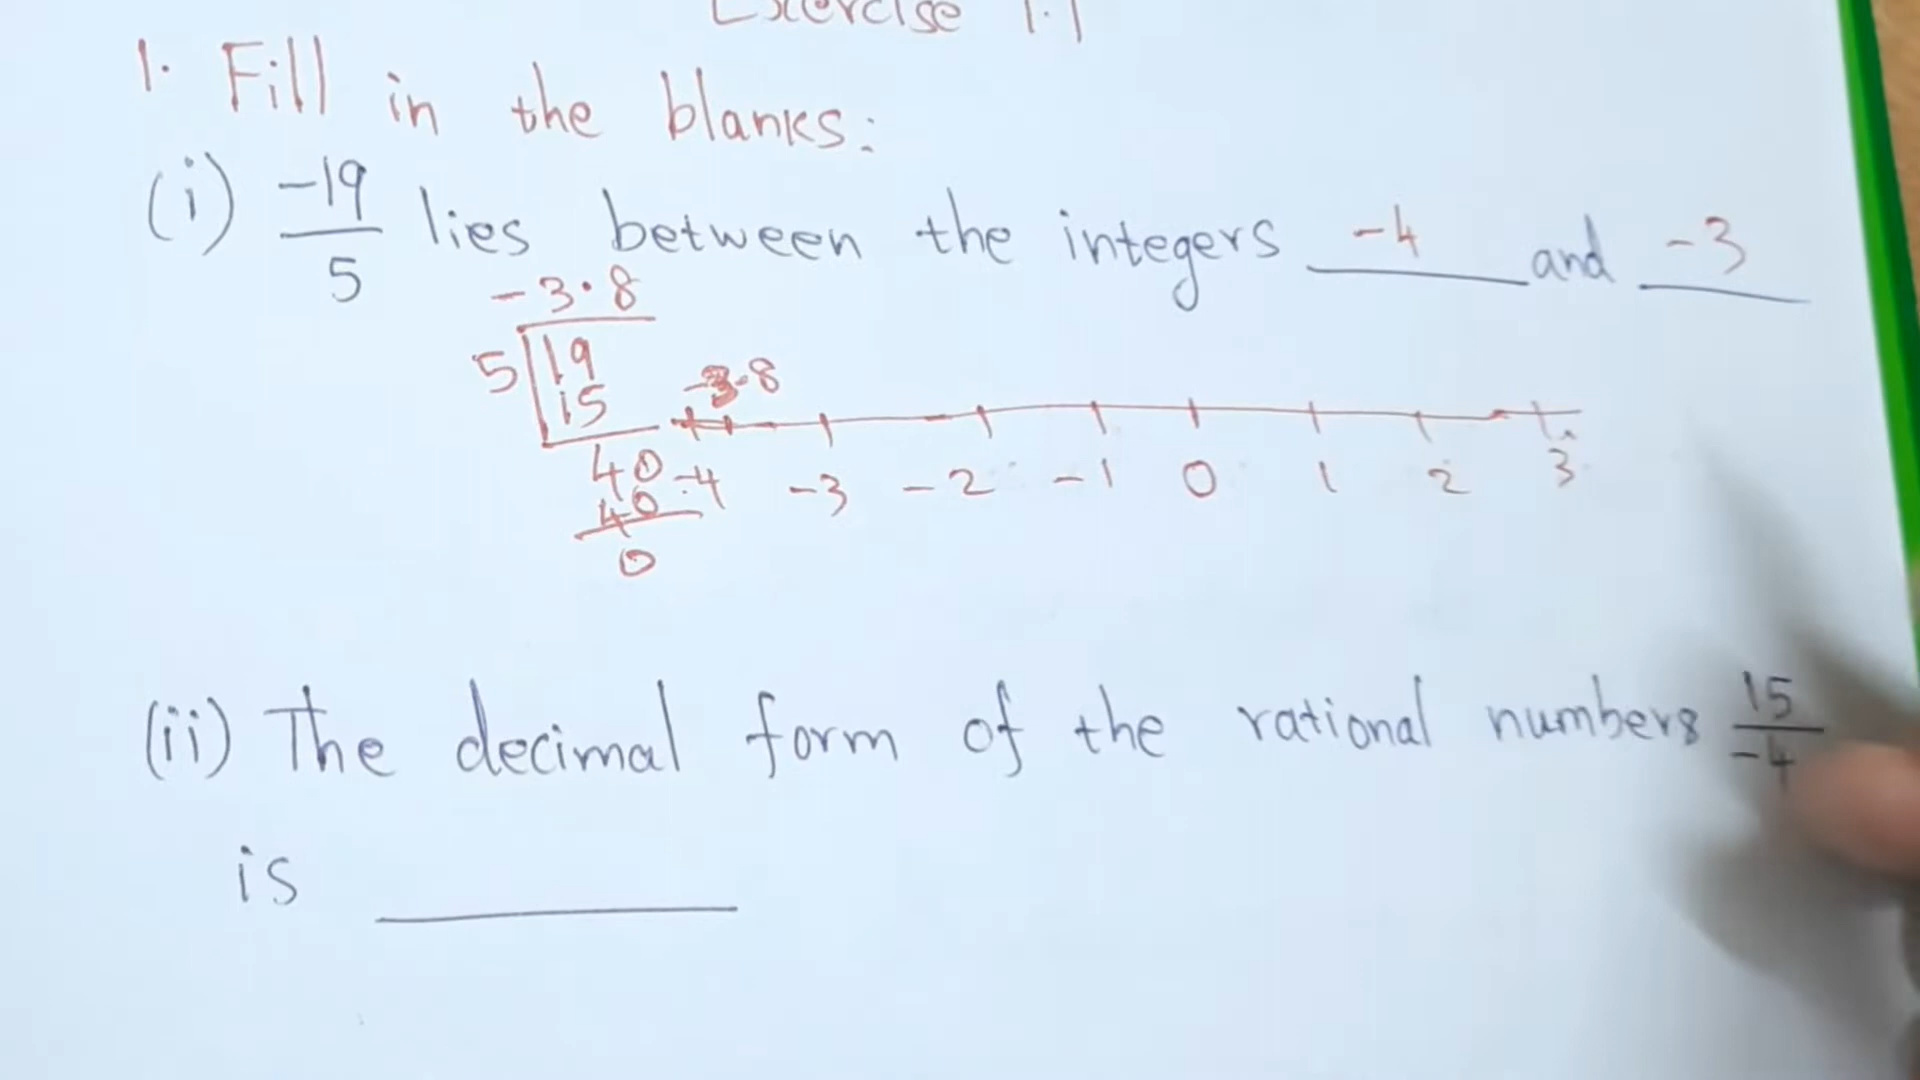 Exercise 1.1
1. Fill in the blanks:
(i) -19/5 lies between the integers -4 and -3
-3.8
5 19
15
40
40
0
-3.8
-4 -3 -2 -1 0 1 2 3
(ii) The decimal form of the rational numbers 15/-4
is ______